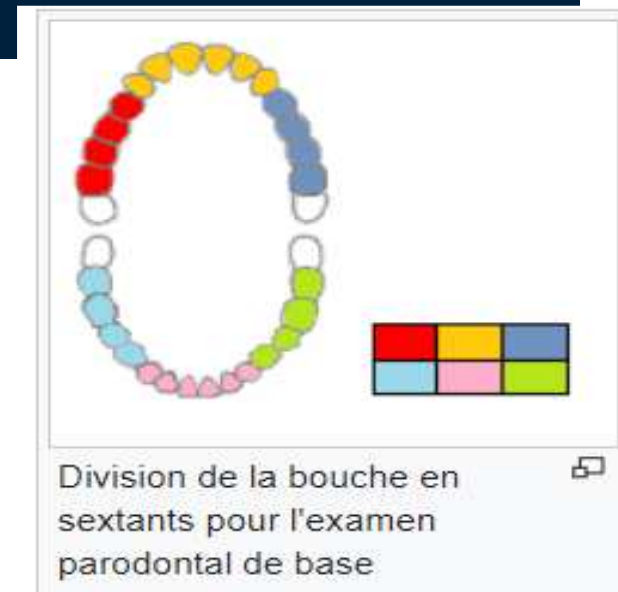 Division de la bouche en
sextants pour l'examen
parodontal de base